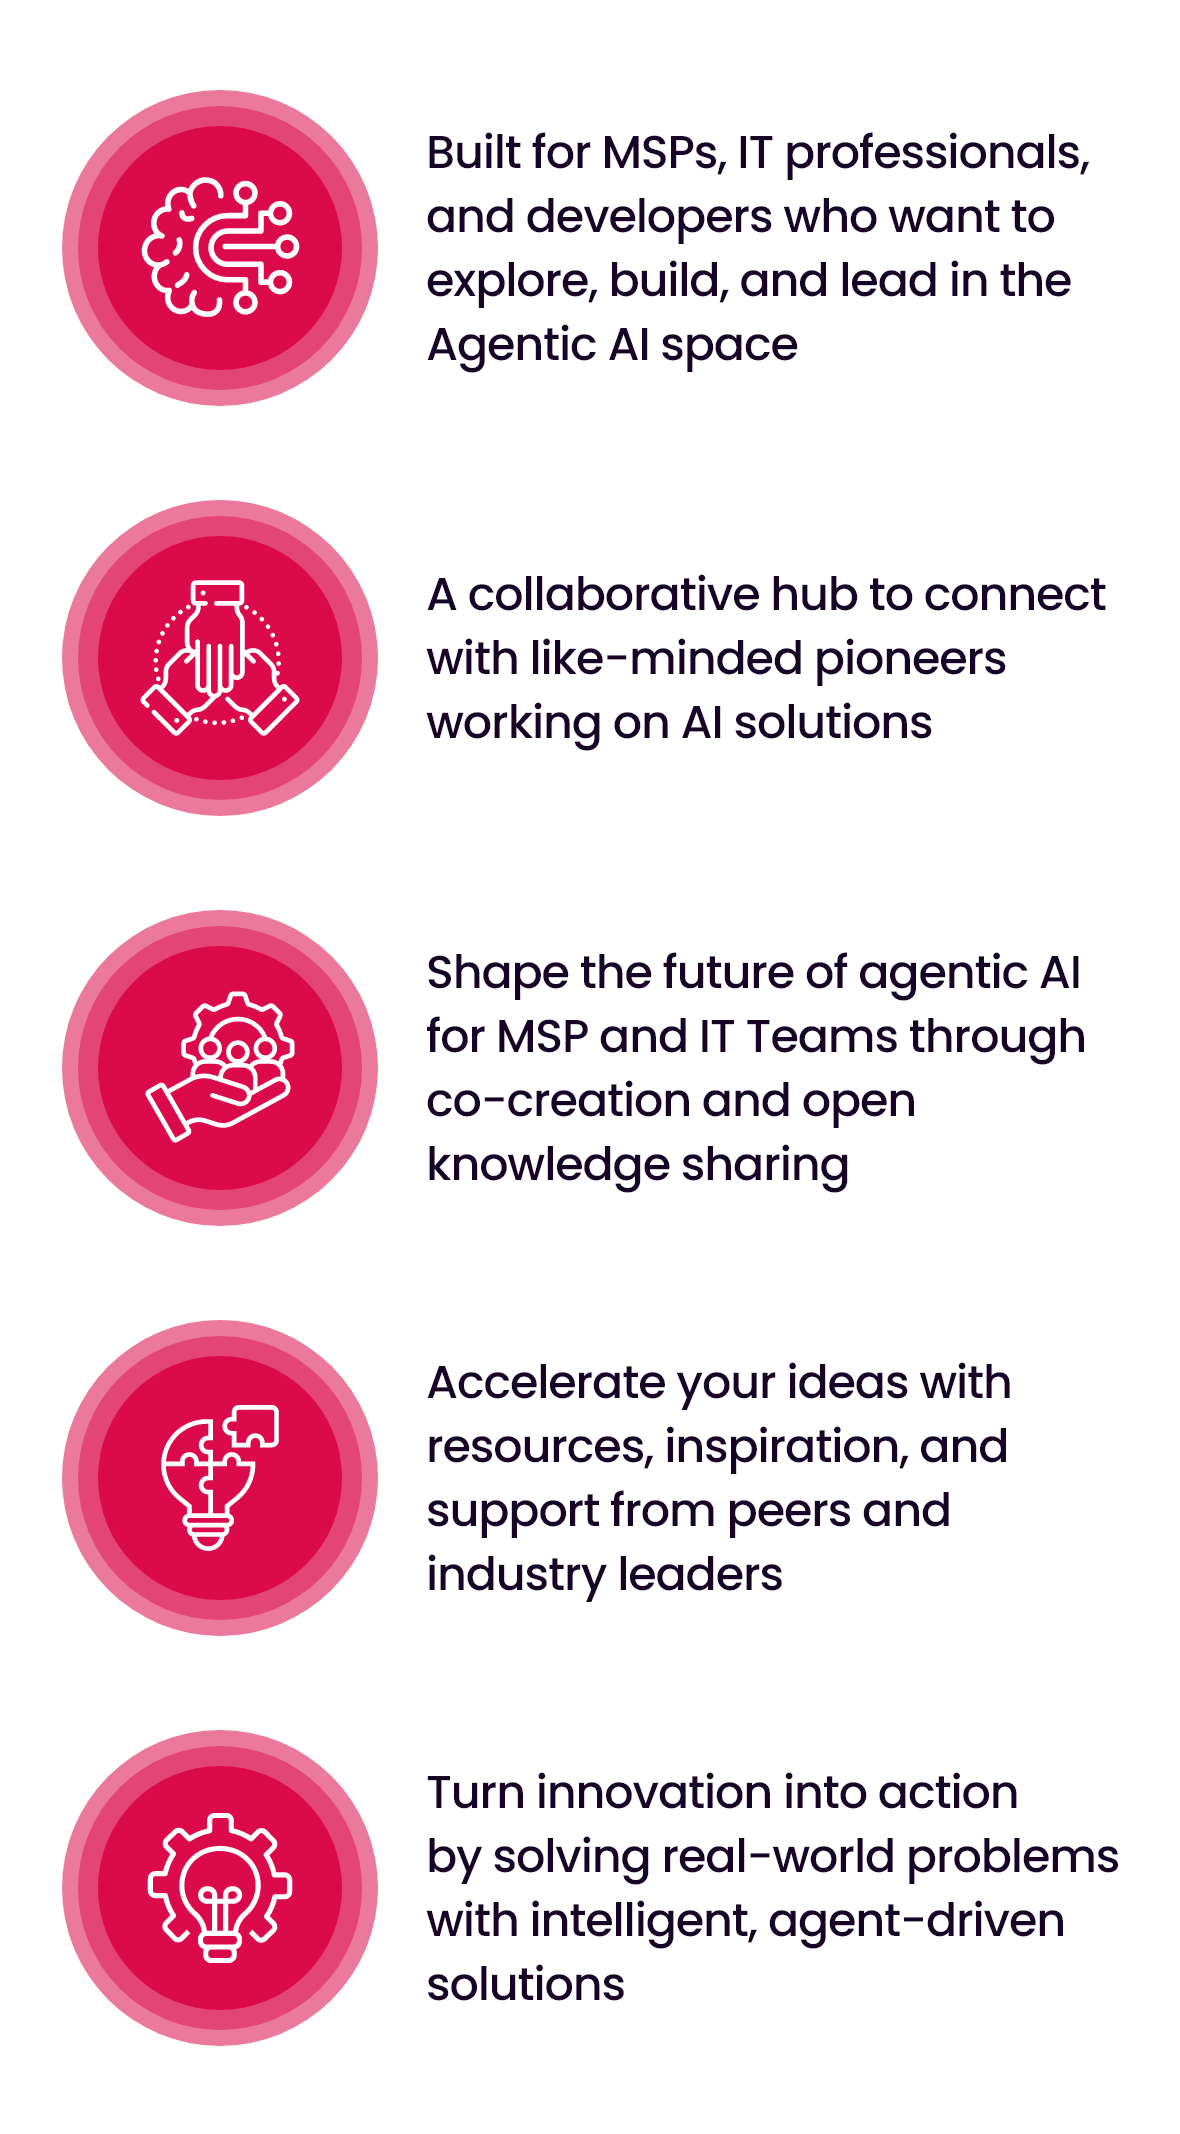 Built for MSPs, IT professionals,
and developers who want to
explore, build, and lead in the
Agentic AI space
A collaborative hub to connect
with like-minded pioneers
working on AI solutions
Shape the future of agentic AI
for MSP and IT Teams through
co-creation and open
knowledge sharing
Accelerate your ideas with
resources, inspiration, and
support from peers and
industry leaders
Turn innovation into action
by solving real-world problems
with intelligent, agent-driven
solutions